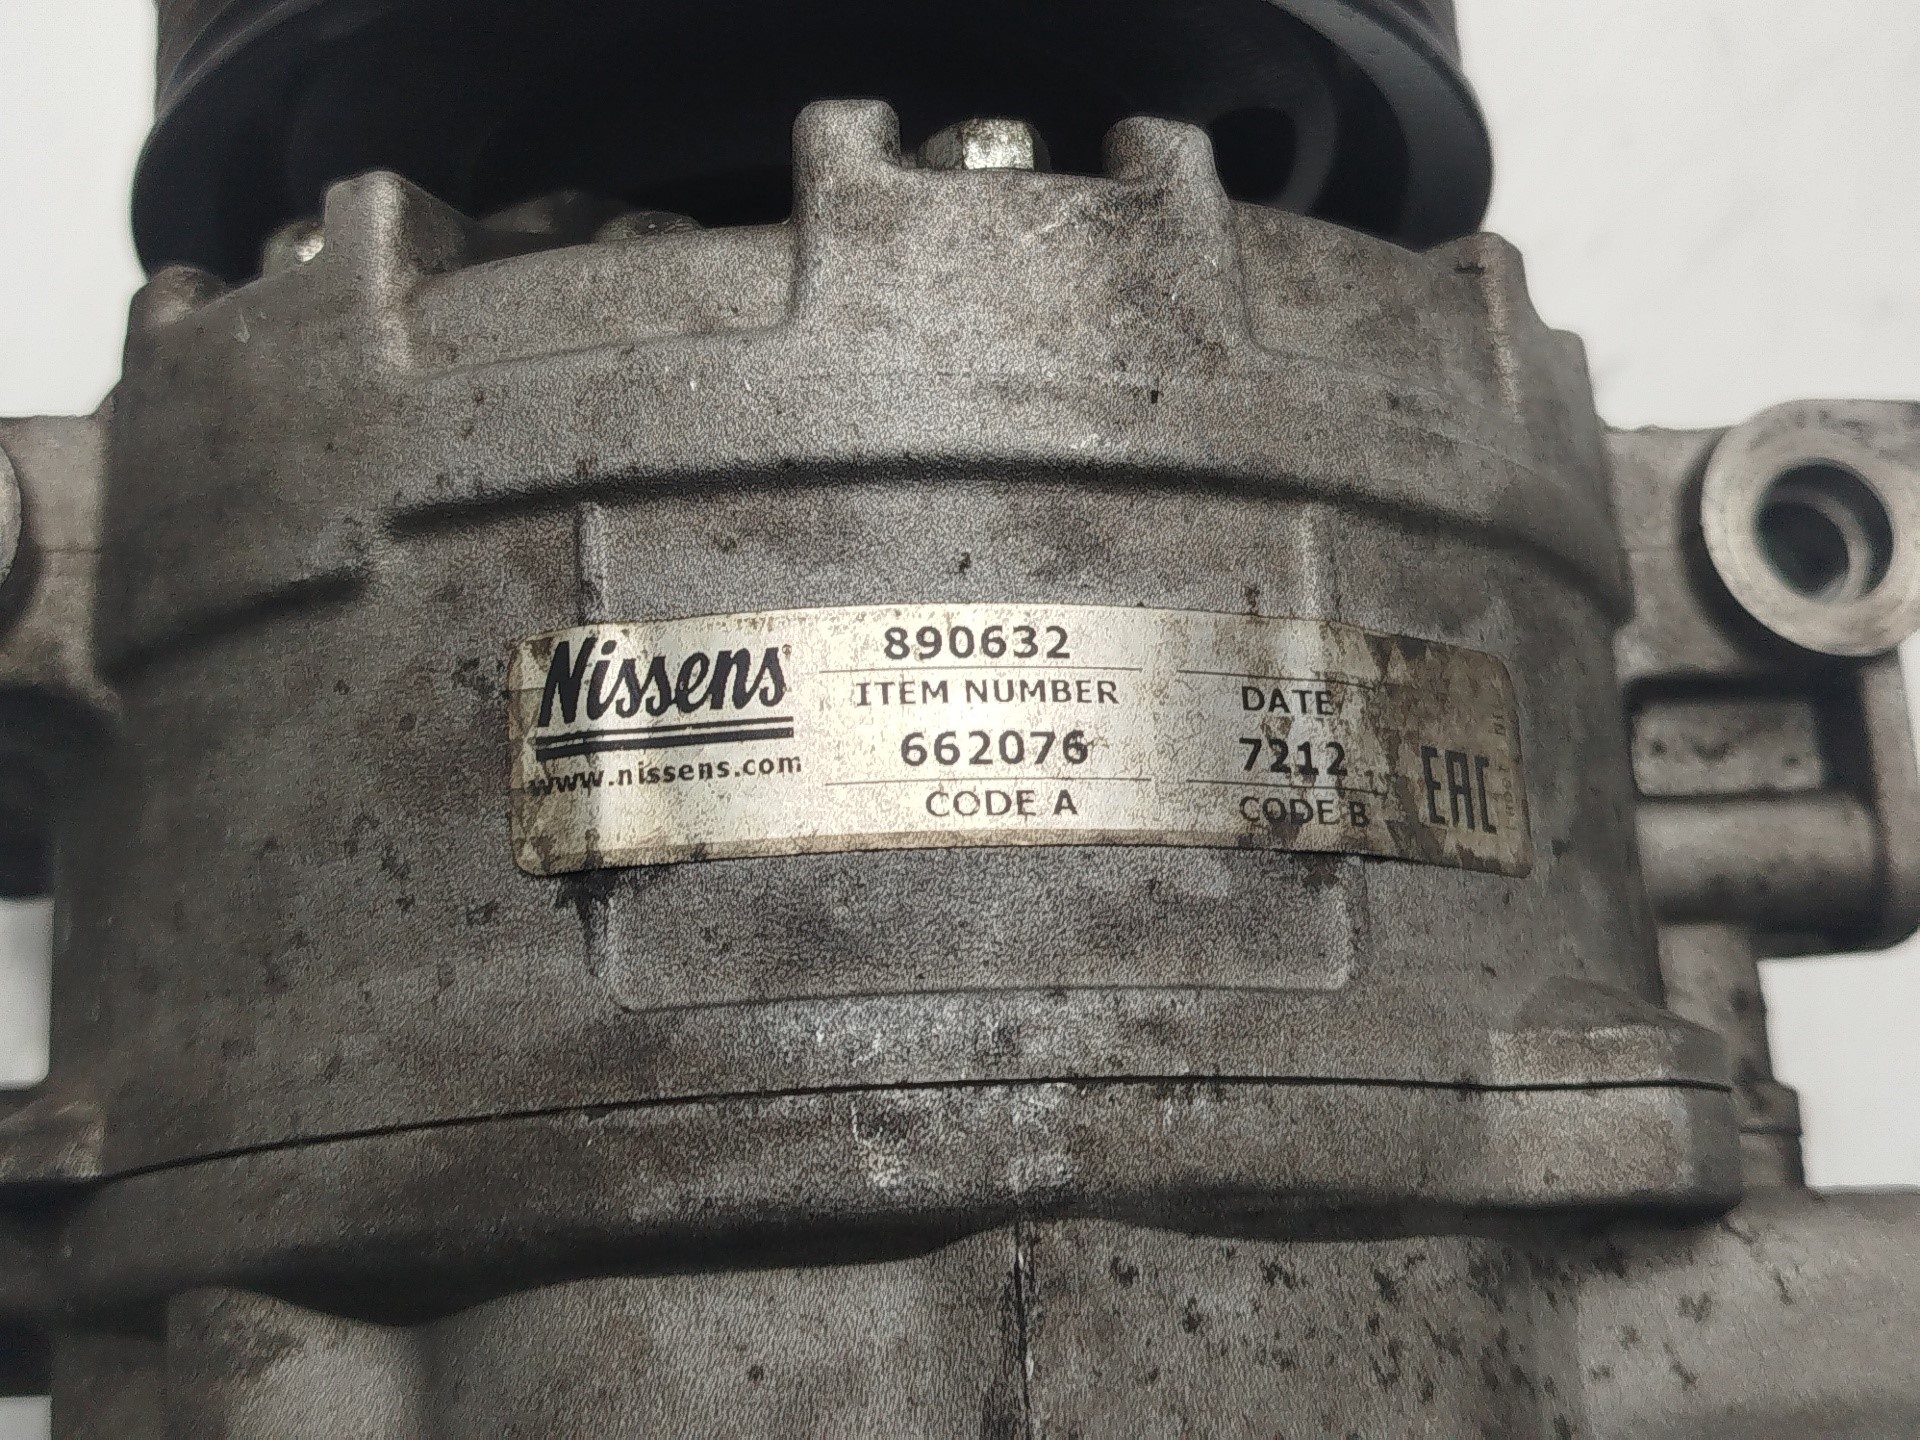 Nissens
www.nissens.com
890632
ITEM NUMBER
662076
CODE A
DATE
7212
CODE B
EAC